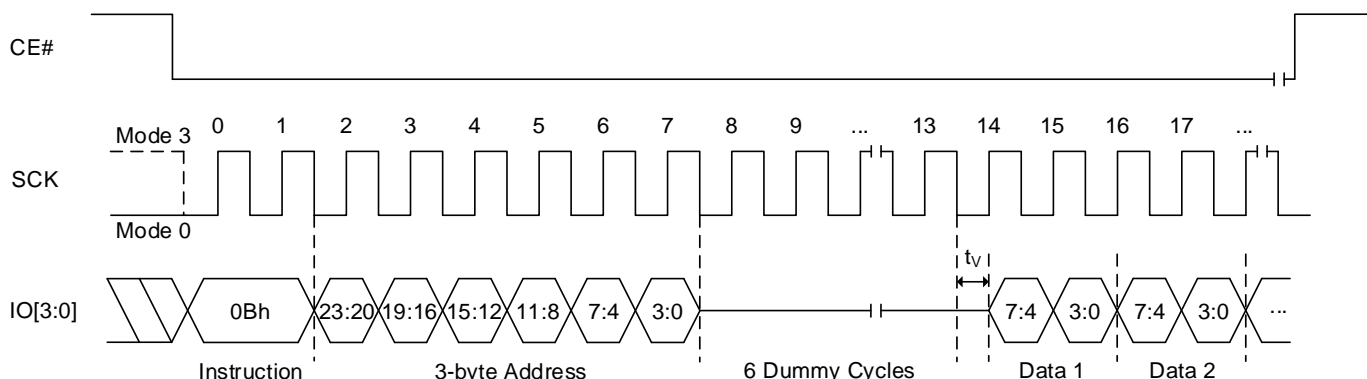 CE#
Mode 3
0 1 2 3 4 5 6 7 8 9 ... 13 14 15 16 17 ...
SCK
Mode 0
tV
IO[3:0]
0Bh 23:20 19:16 15:12 11:8 7:4 3:0 7:4 3:0 7:4 3:0 ...
Instruction 3-byte Address 6 Dummy Cycles Data 1 Data 2